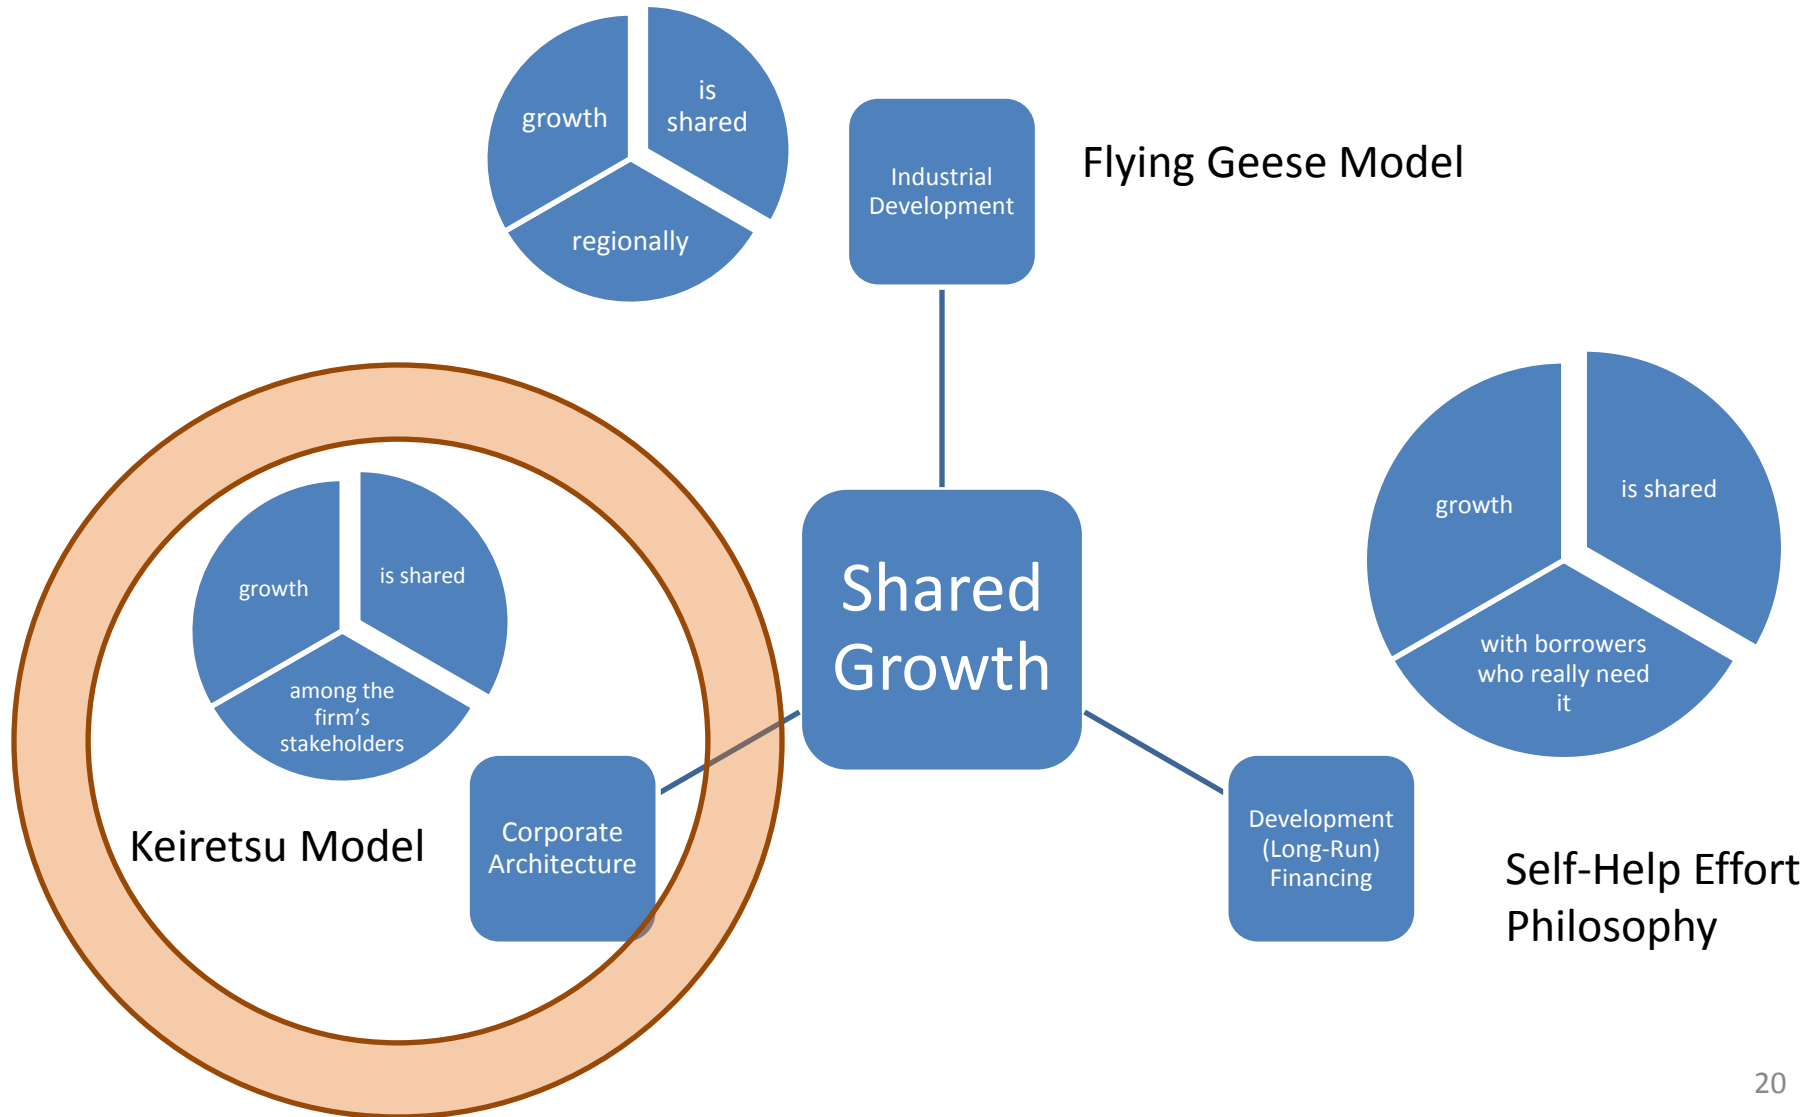 growth
is
shared
regionally
Industrial
Development
Flying Geese Model
growth
is shared
among the
firm’s
stakeholders
Keiretsu Model
Corporate
Architecture
Shared
Growth
growth
is shared
with borrowers
who really need
it
Development
(Long-Run)
Financing
Self-Help Effort
Philosophy
20